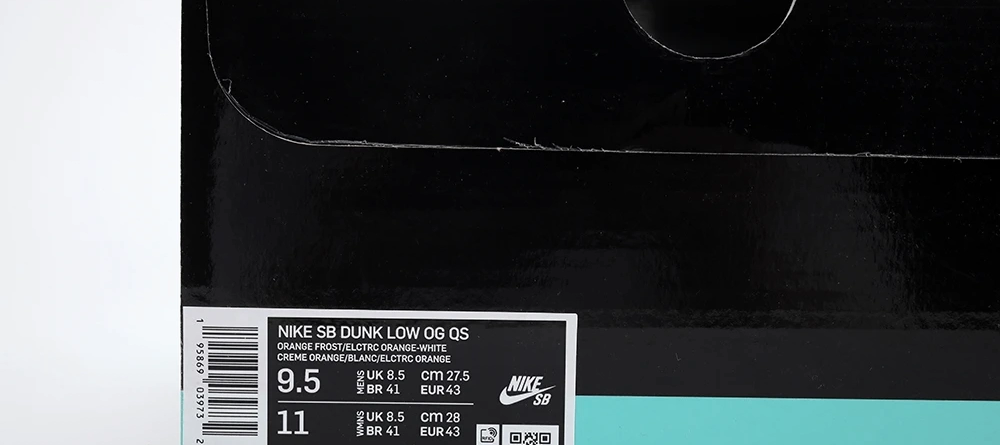 NIKE SB DUNK LOW OG QS
ORANGE FROST/ELCTRC ORANGE-WHITE
CREME ORANGE/BLANC/ELCTRC ORANGE
9.5 MENS UK 8.5 cm 27.5
BR 41 EUR 43
11 WMNS UK 8.5 cm 28
BR 41 EUR 43
NIKE
SB
1 95869 03973 2
RFID